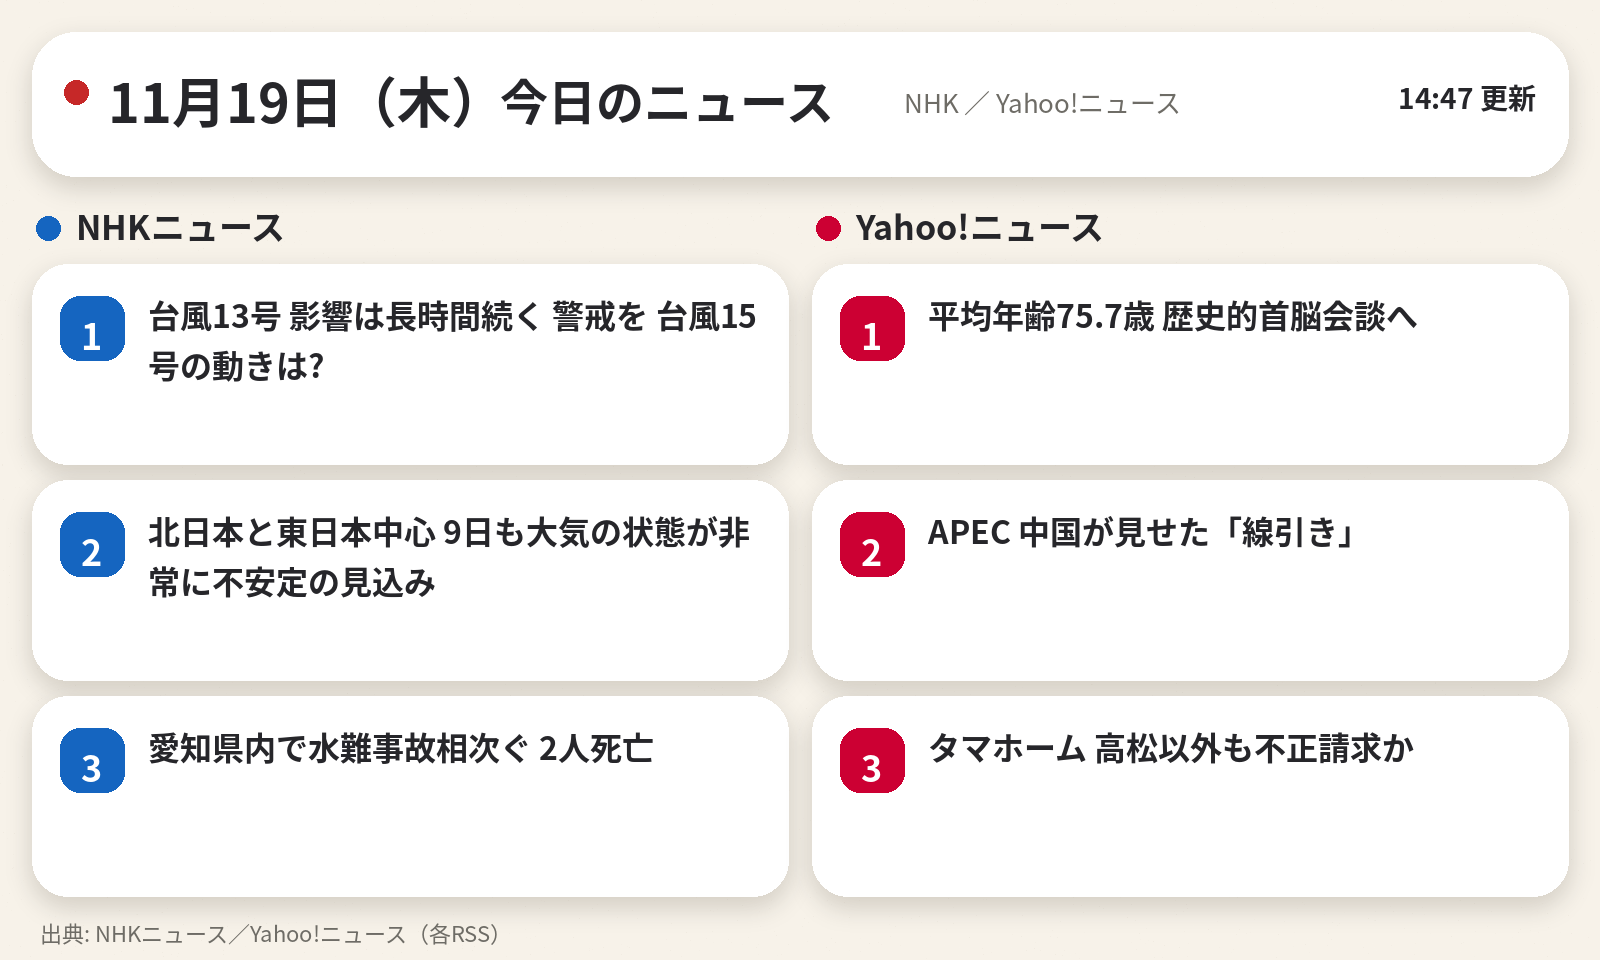 11月19日（木）今日のニュース
NHK ／ Yahoo!ニュース
14:47 更新
NHKニュース
1
台風13号 影響は長時間続く 警戒を 台風15
号の動きは?
2
北日本と東日本中心 9日も大気の状態が非
常に不安定の見込み
3
愛知県内で水難事故相次ぐ 2人死亡
Yahoo!ニュース
1
平均年齢75.7歳 歴史的首脳会談へ
2
APEC 中国が見せた「線引き」
3
タマホーム 高松以外も不正請求か
出典: NHKニュース／Yahoo!ニュース（各RSS）